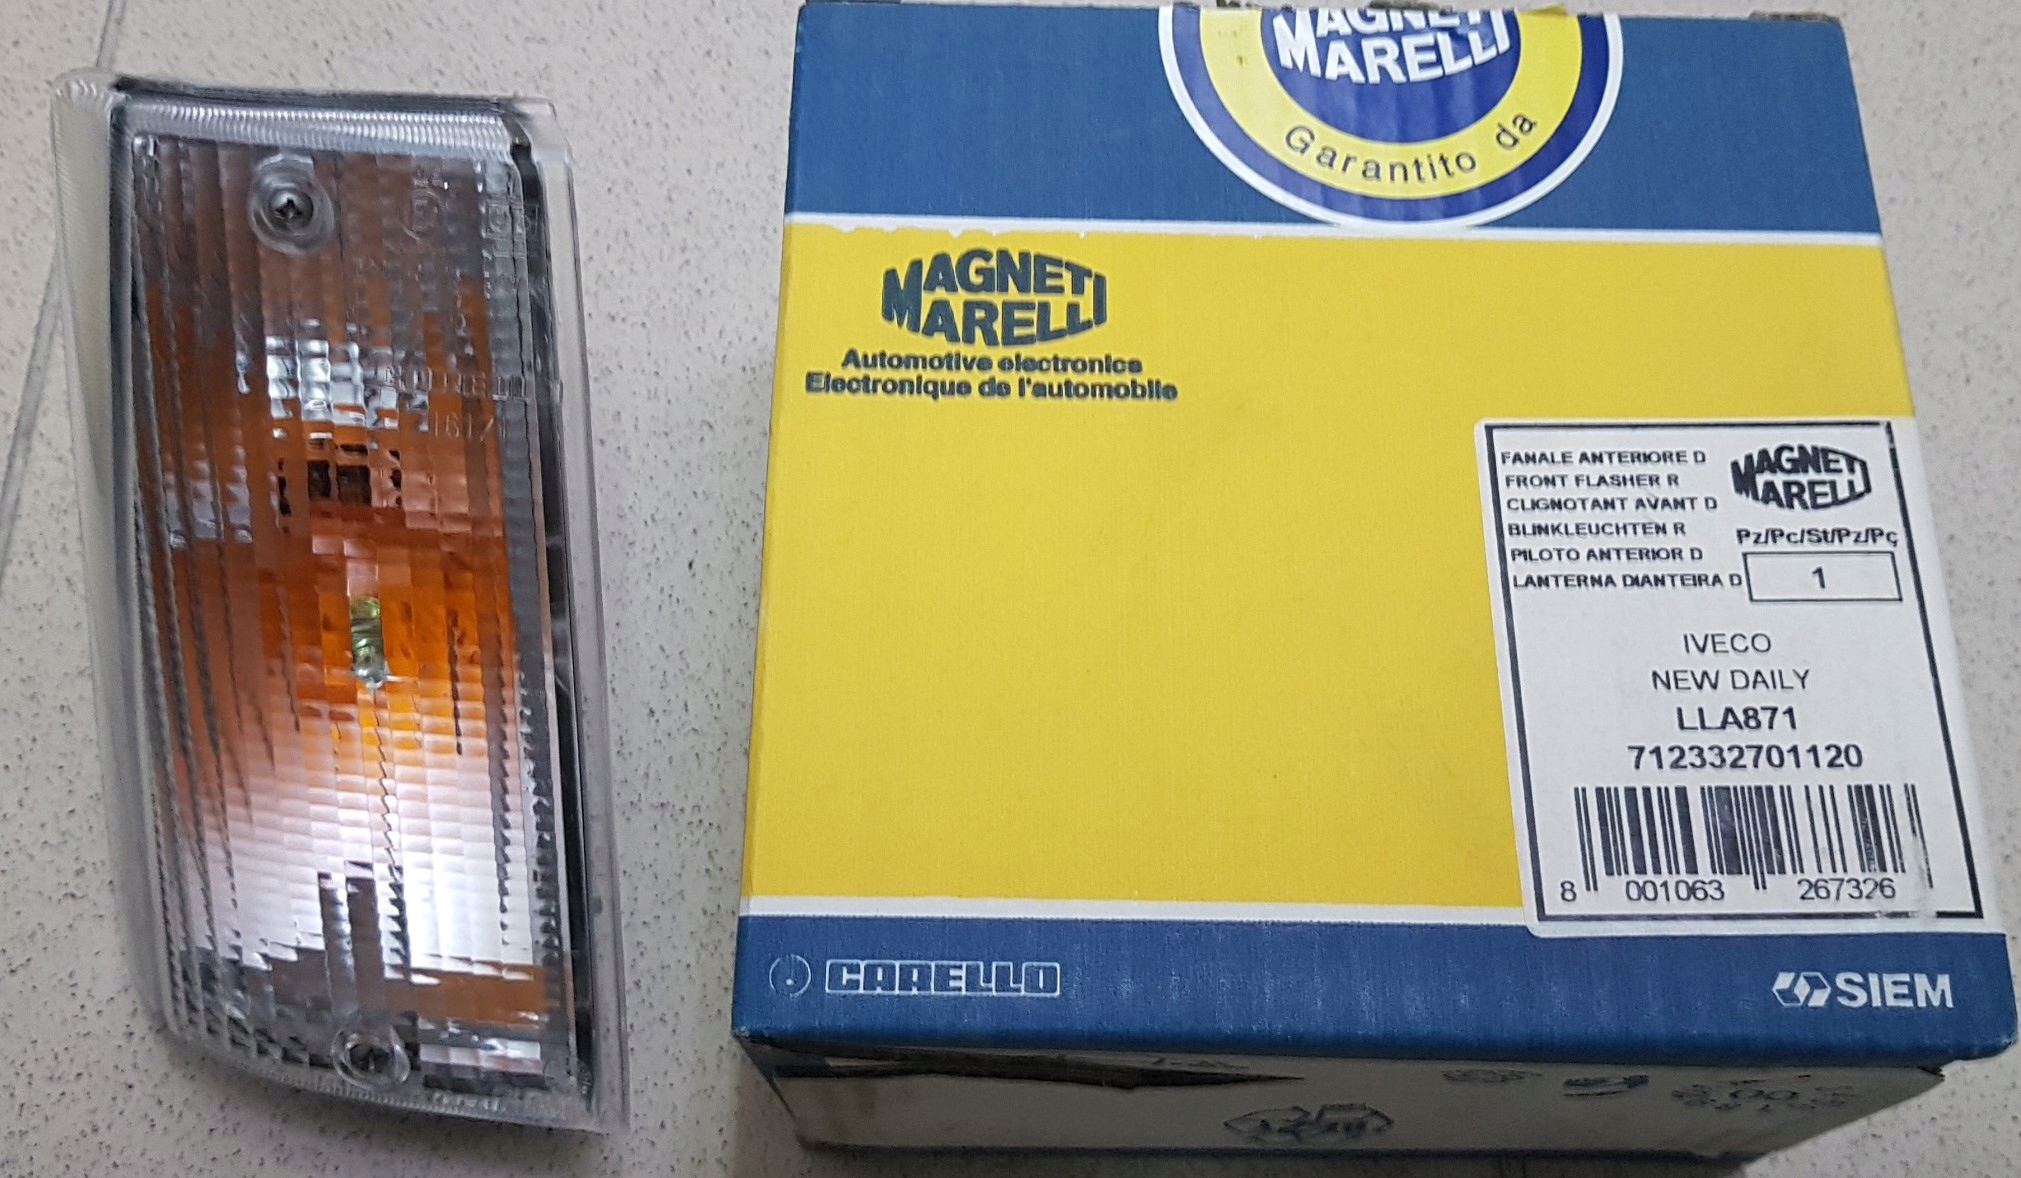 MAGNETI
MARELLI
Garantito da
MAGNETI
MARELLI
Automotive electronics
Electronique de l'automobile
FANALE ANTERIORE D
FRONT FLASHER R
CLIGNOTANT AVANT D
BLINKLEUCHTEN R
PILOTO ANTERIOR D
LANTERNA DIANTEIRA D
MAGNETI
MARELLI
Pz/Pc/St/Pz/Pç
1
IVECO
NEW DAILY
LLA871
712332701120
8 001063 267326
CARELLO
SIEM
CARELLO